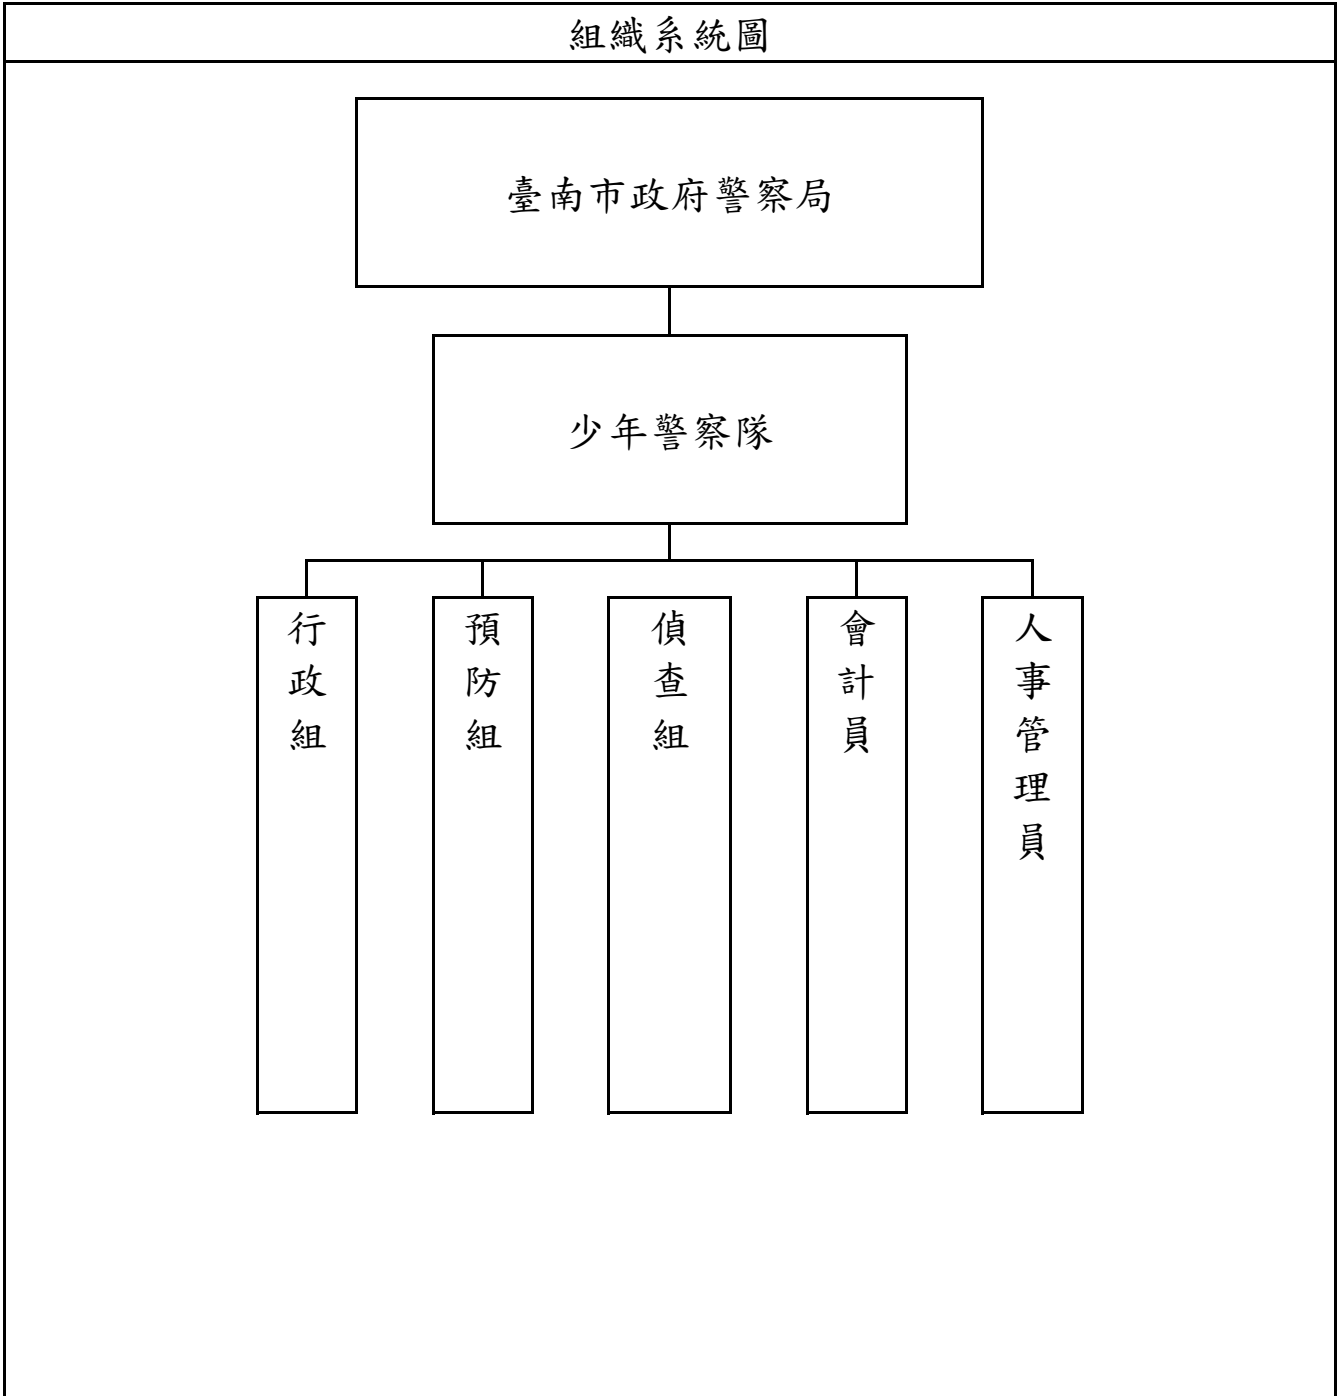 組織系統圖
臺南市政府警察局
少年警察隊
行政組
預防組
偵查組
會計員
人事管理員